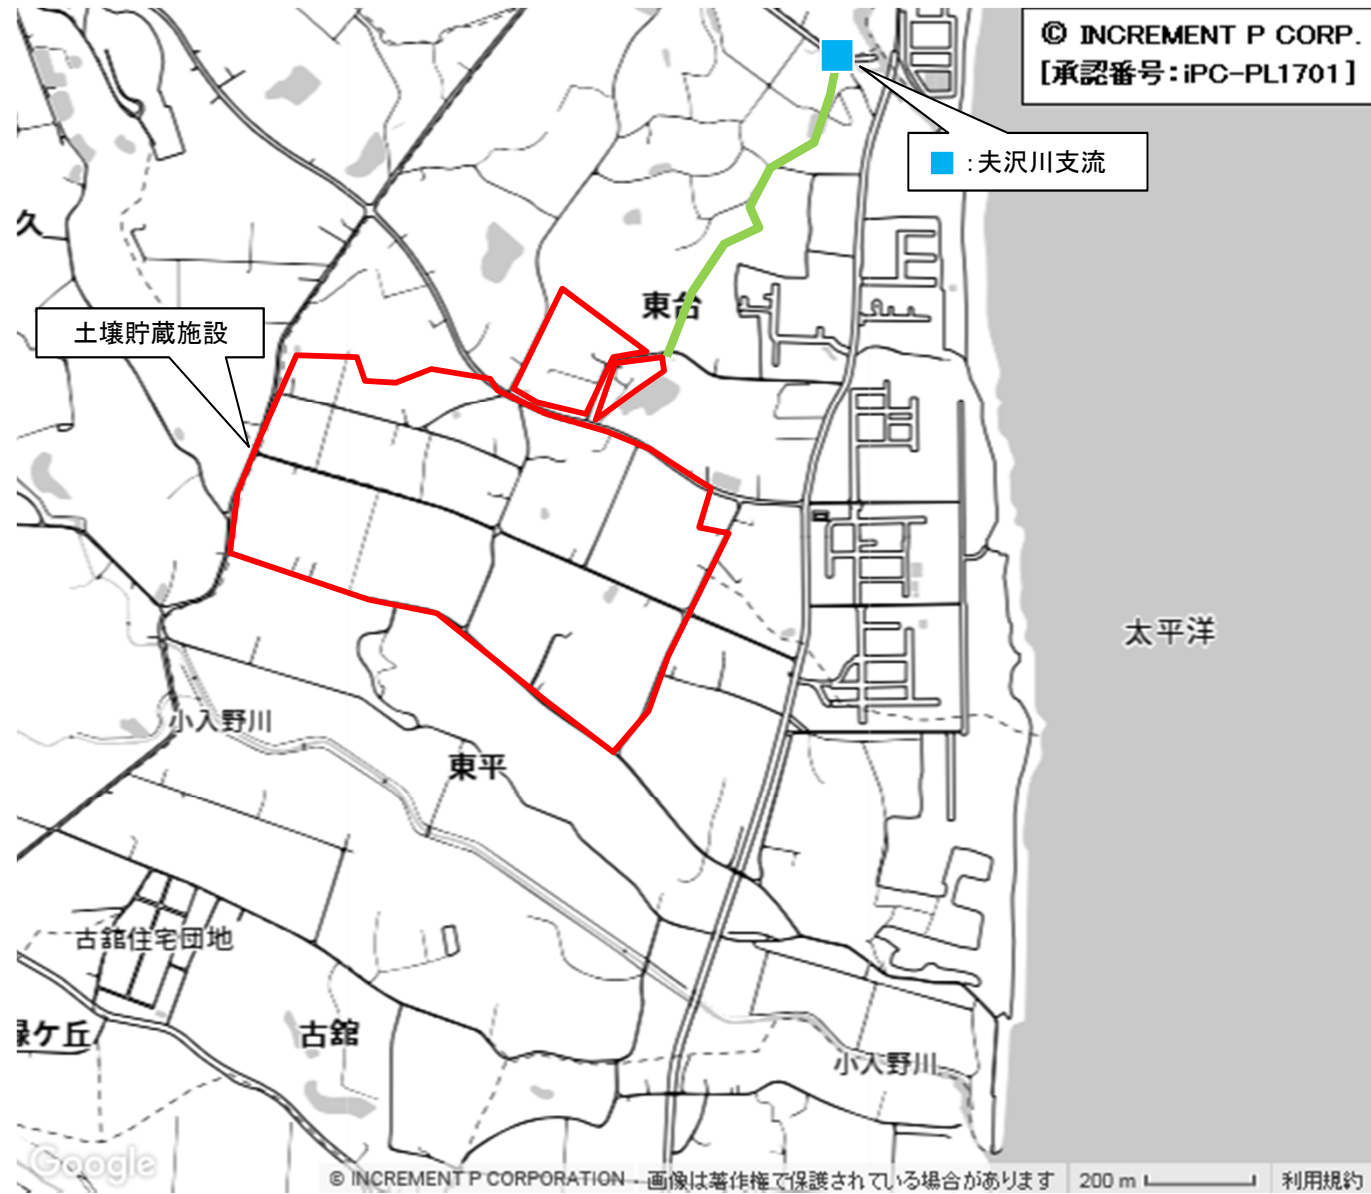 © INCREMENT P CORP.
[承認番号：iPC-PL1701]
：夫沢川支流
久
東台
土壌貯蔵施設
太平洋
小入野川
東平
古舘住宅団地
緑ケ丘
古舘
小入野川
Google
© INCREMENT P CORPORATION - 画像は著作権で保護されている場合があります
200 m
利用規約